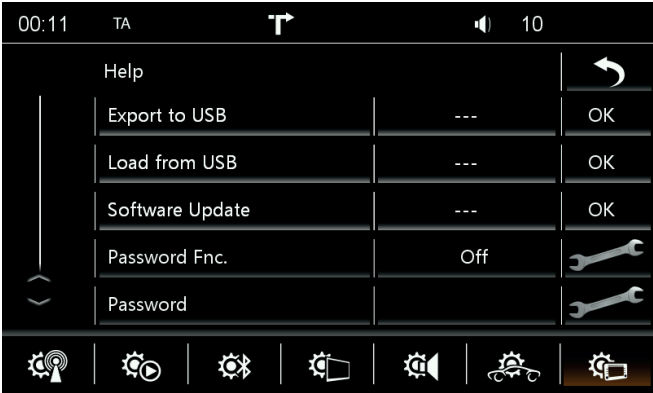 00:11 TA 10
Help
Export to USB --- OK
Load from USB --- OK
Software Update --- OK
Password Fnc. Off
Password